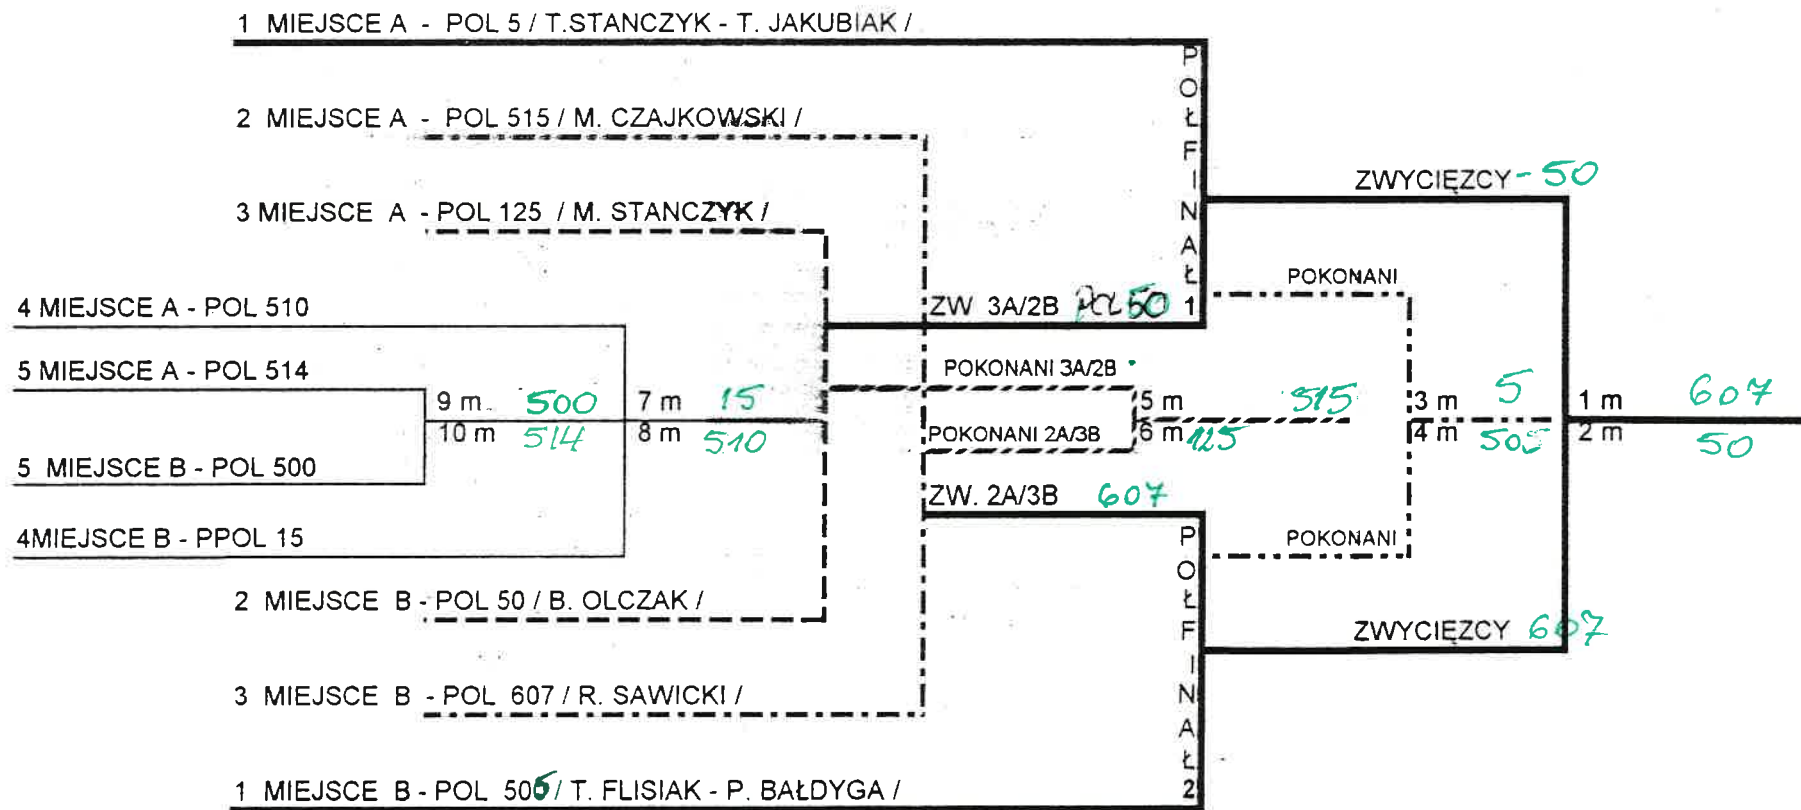 1 MIEJSCE A - POL 5 / T.STANCZYK - T. JAKUBIAK /
2 MIEJSCE A - POL 515 / M. CZAJKOWSKI /
3 MIEJSCE A - POL 125 / M. STANCZYK /
4 MIEJSCE A - POL 510
5 MIEJSCE A - POL 514
9 m 500
10 m 514
5 MIEJSCE B - POL 500
4MIEJSCE B - PPOL 15
7 m 15
8 m 510
2 MIEJSCE B - POL 50 / B. OLCZAK /
3 MIEJSCE B - POL 607 / R. SAWICKI /
1 MIEJSCE B - POL 505 / T. FLISIAK - P. BAŁDYGA /
ZW 3A/2B POL 50
POKONANI 3A/2B
POKONANI 2A/3B
5 m 515
6 m 125
ZW. 2A/3B 607
POŁFINAŁ 1
POŁFINAŁ 2
ZWYCIĘZCY - 50
POKONANI
3 m 5
4 m 505
POKONANI
ZWYCIĘZCY 607
1 m 607
2 m 50